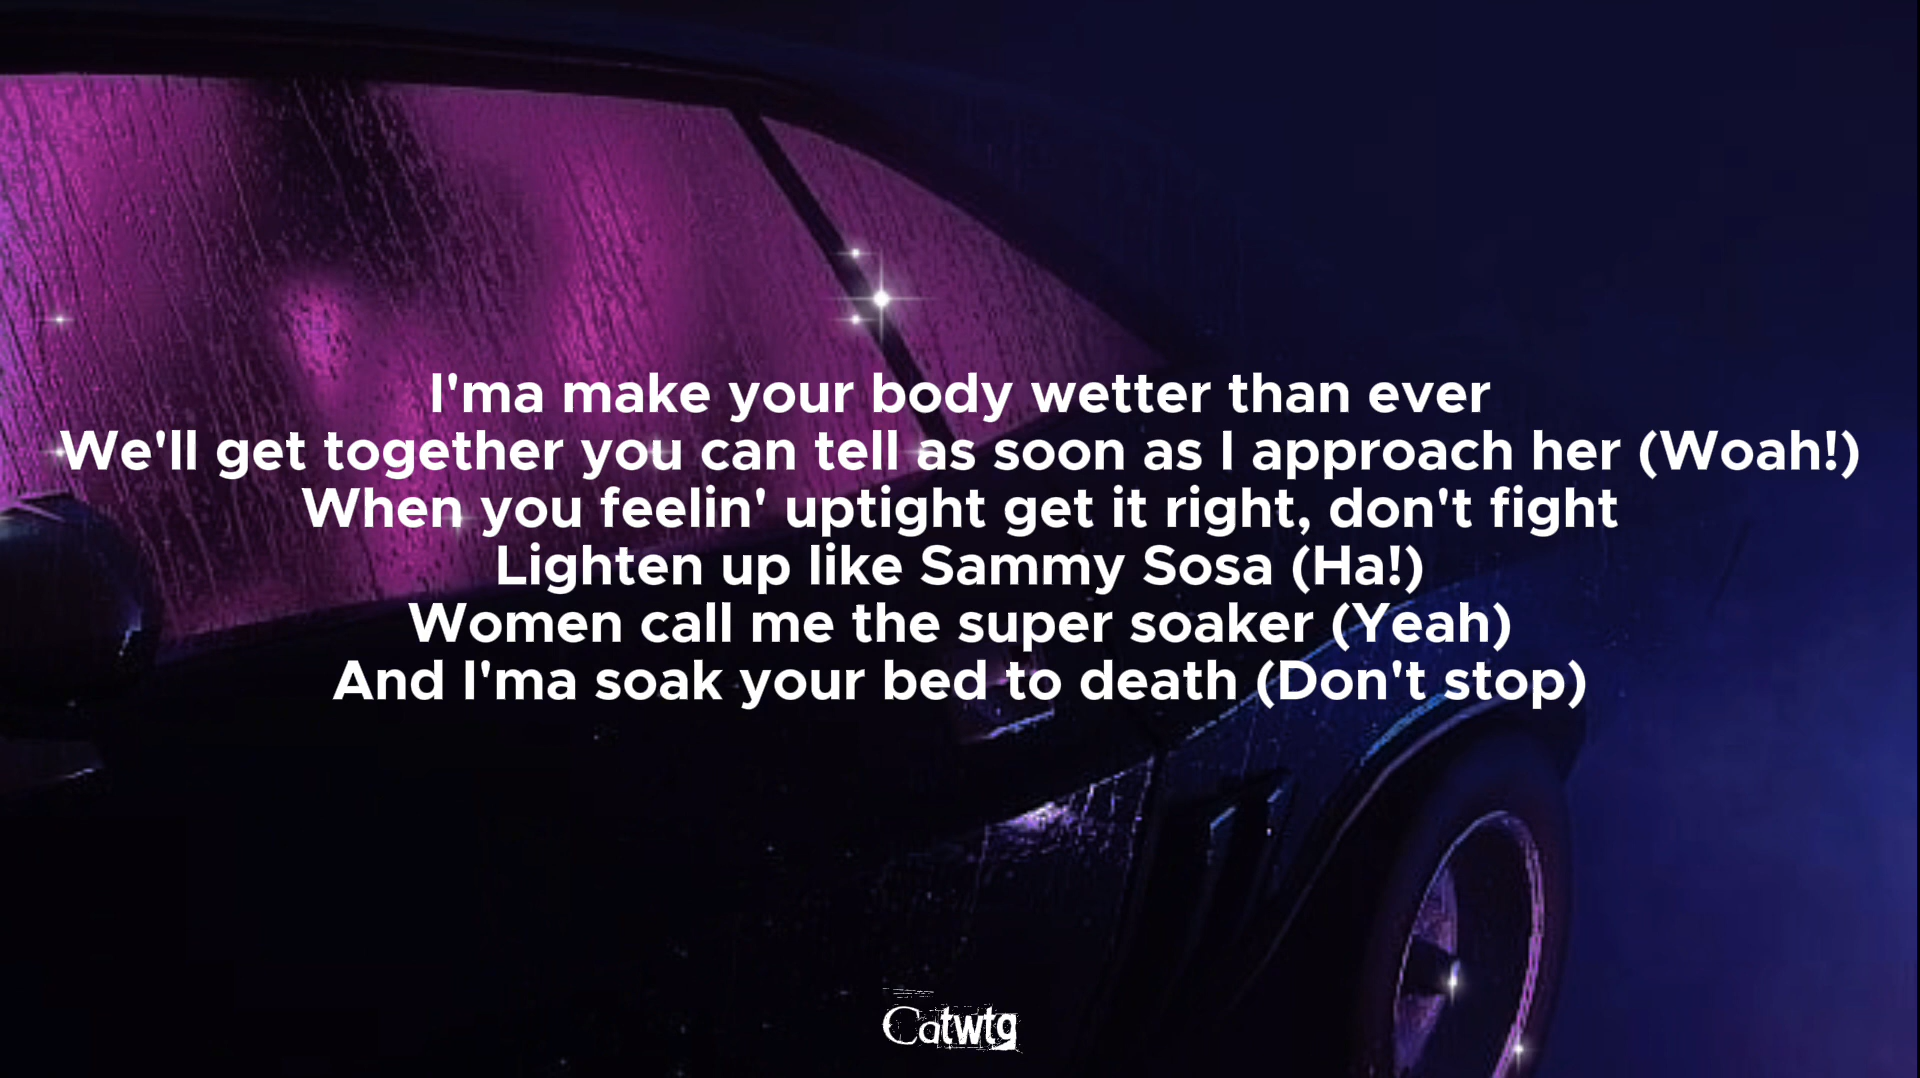 I'ma make your body wetter than ever
We'll get together you can tell as soon as I approach her (Woah!)
When you feelin' uptight get it right, don't fight
Lighten up like Sammy Sosa (Ha!)
Women call me the super soaker (Yeah)
And I'ma soak your bed to death (Don't stop)
Catwtg